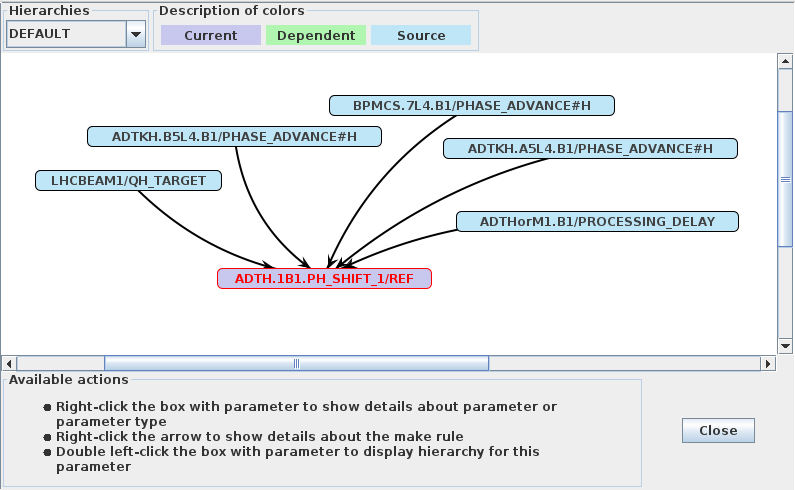 Hierarchies
DEFAULT
Description of colors
Current
Dependent
Source
BPMCS.7L4.B1/PHASE_ADVANCE#H
ADTKH.B5L4.B1/PHASE_ADVANCE#H
ADTKH.A5L4.B1/PHASE_ADVANCE#H
LHCBEAM1/QH_TARGET
ADTHorM1.B1/PROCESSING_DELAY
ADTH.1B1.PH_SHIFT_1/REF
Available actions
● Right-click the box with parameter to show details about parameter or
parameter type
● Right-click the arrow to show details about the make rule
● Double left-click the box with parameter to display hierarchy for this
parameter
Close